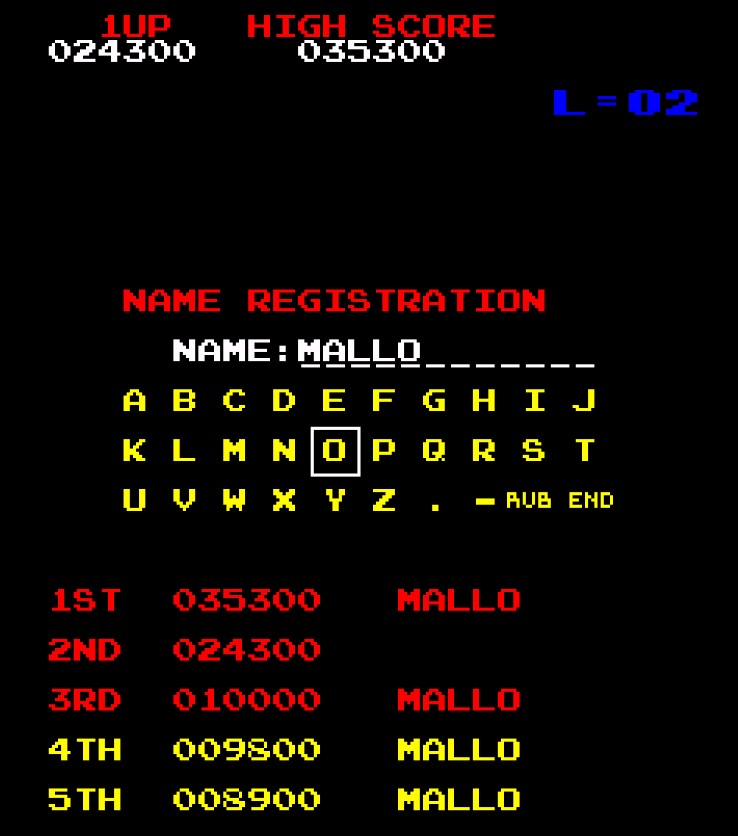 1UP HIGH SCORE
024300 035300
L=02
NAME REGISTRATION
NAME:MALLO_______
A B C D E F G H I J
K L M N O P Q R S T
U V W X Y Z . - RUB END
1ST 035300 MALLO
2ND 024300
3RD 010000 MALLO
4TH 009800 MALLO
5TH 008900 MALLO